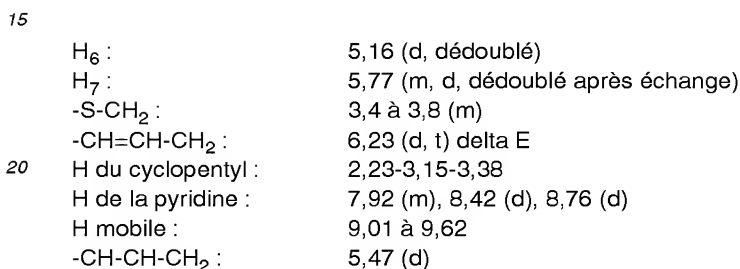 15
H₆ : 5,16 (d, dédoublé)
H₇ : 5,77 (m, d, dédoublé après échange)
-S-CH₂ : 3,4 à 3,8 (m)
-CH=CH-CH₂ : 6,23 (d, t) delta E
20 H du cyclopentyl : 2,23-3,15-3,38
H de la pyridine : 7,92 (m), 8,42 (d), 8,76 (d)
H mobile : 9,01 à 9,62
-CH-CH-CH₂ : 5,47 (d)